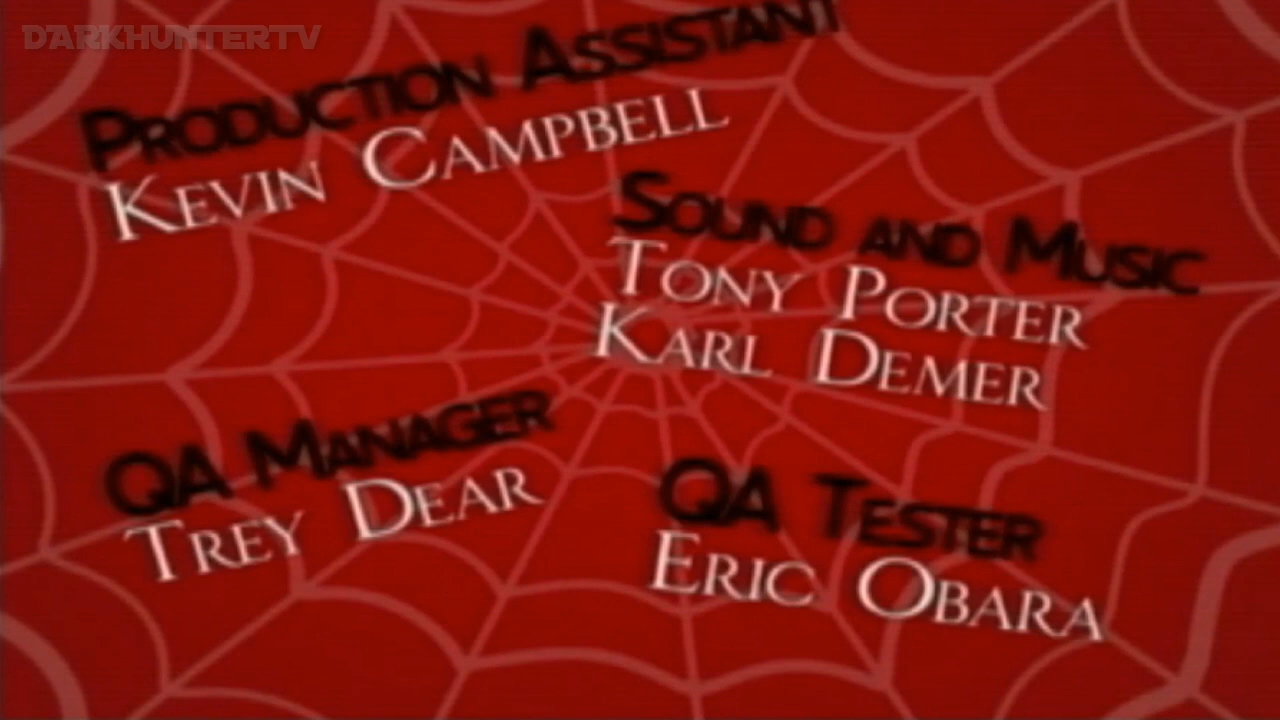 DARKHUNTERTV
PRODUCTION ASSISTANT
KEVIN CAMPBELL
SOUND AND MUSIC
TONY PORTER
KARL DEMER
QA MANAGER
TREY DEAR
QA TESTER
ERIC OBARA